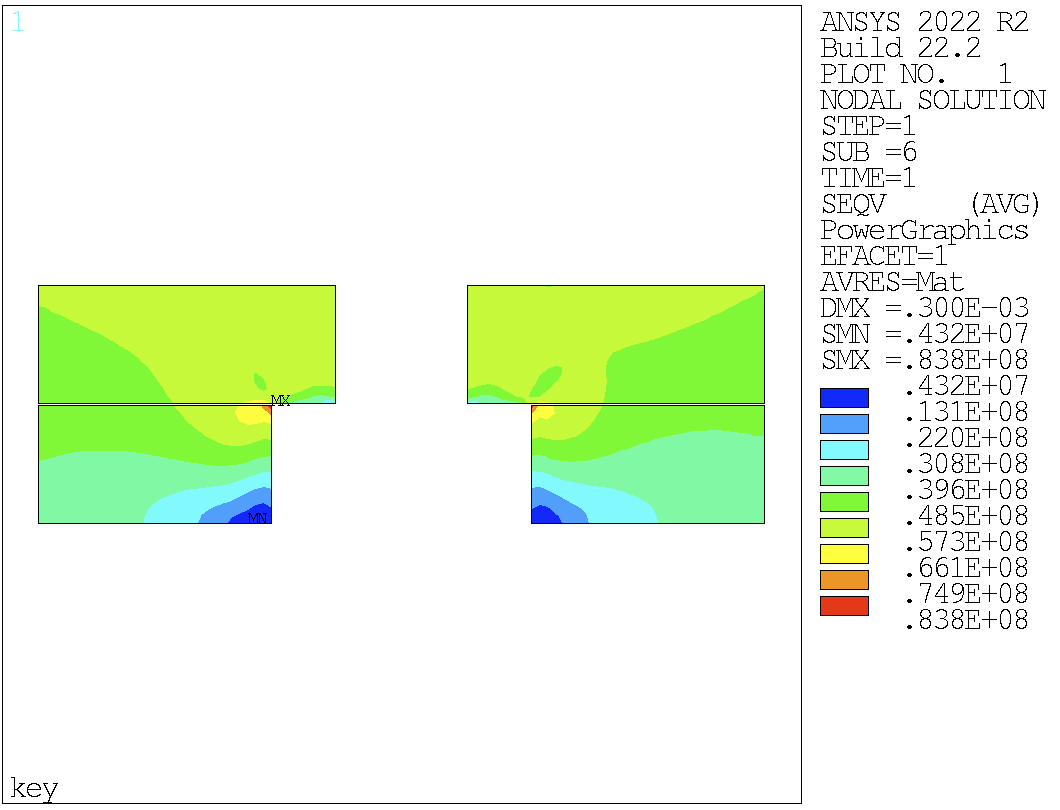 1
ANSYS 2022 R2
Build 22.2
PLOT NO. 1
NODAL SOLUTION
STEP=1
SUB =6
TIME=1
SEQV (AVG)
PowerGraphics
EFACET=1
AVRES=Mat
DMX =.300E-03
SMN =.432E+07
SMX =.838E+08
.432E+07
.131E+08
.220E+08
.308E+08
.396E+08
.485E+08
.573E+08
.661E+08
.749E+08
.838E+08
MX
MN
key